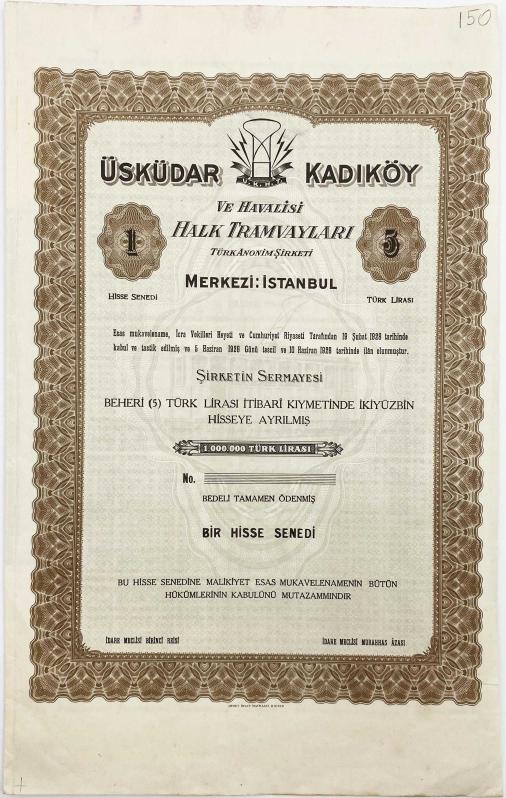 150
ÜSKÜDAR KADIKÖY
Ü.K.H.T.
VE HAVALİSİ
HALK TRAMVAYLARI
TÜRK ANONİM ŞİRKETİ
MERKEZİ: İSTANBUL
1
HİSSE SENEDİ
5
TÜRK LİRASI
Esas mukavelename, İcra Vekilleri Heyeti ve Cumhuriyet Riyaseti Tarafından 19 Şubat 1928 tarihinde
kabul ve tastik edilmiş ve 5 Haziran 1928 Günü tescil ve 10 Haziran 1928 tarihinde ilân olunmuştur.
ŞİRKETİN SERMAYESİ
BEHERİ (5) TÜRK LİRASI İTİBARİ KIYMETİNDE İKİYÜZBİN
HİSSEYE AYRILMIŞ
1 000.000 TÜRK LİRASI
No.
BEDELİ TAMAMEN ÖDENMİŞ
BİR HİSSE SENEDİ
BU HİSSE SENEDİNE MALİKİYET ESAS MUKAVELENAMENİN BÜTÜN
HÜKÜMLERİNİN KABULÜNÜ MUTAZAMMINDIR
İDARE MECLİSİ BİRİNCİ REİSİ
İDARE MECLİSİ MURAHHAS ÂZASI